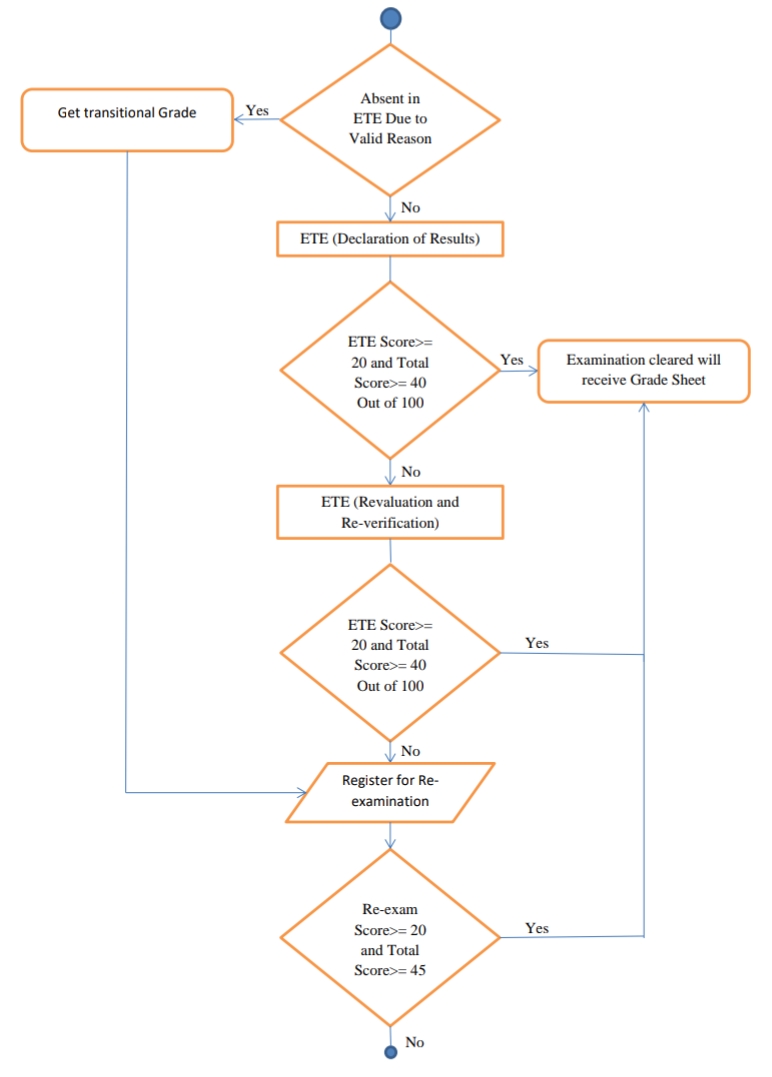 Absent in
ETE Due to
Valid Reason
Yes
Get transitional Grade
No
ETE (Declaration of Results)
ETE Score>=
20 and Total
Score>= 40
Out of 100
Yes
Examination cleared will
receive Grade Sheet
No
ETE (Revaluation and
Re-verification)
ETE Score>=
20 and Total
Score>= 40
Out of 100
Yes
No
Register for Re-
examination
Re-exam
Score>= 20
and Total
Score>= 45
Yes
No